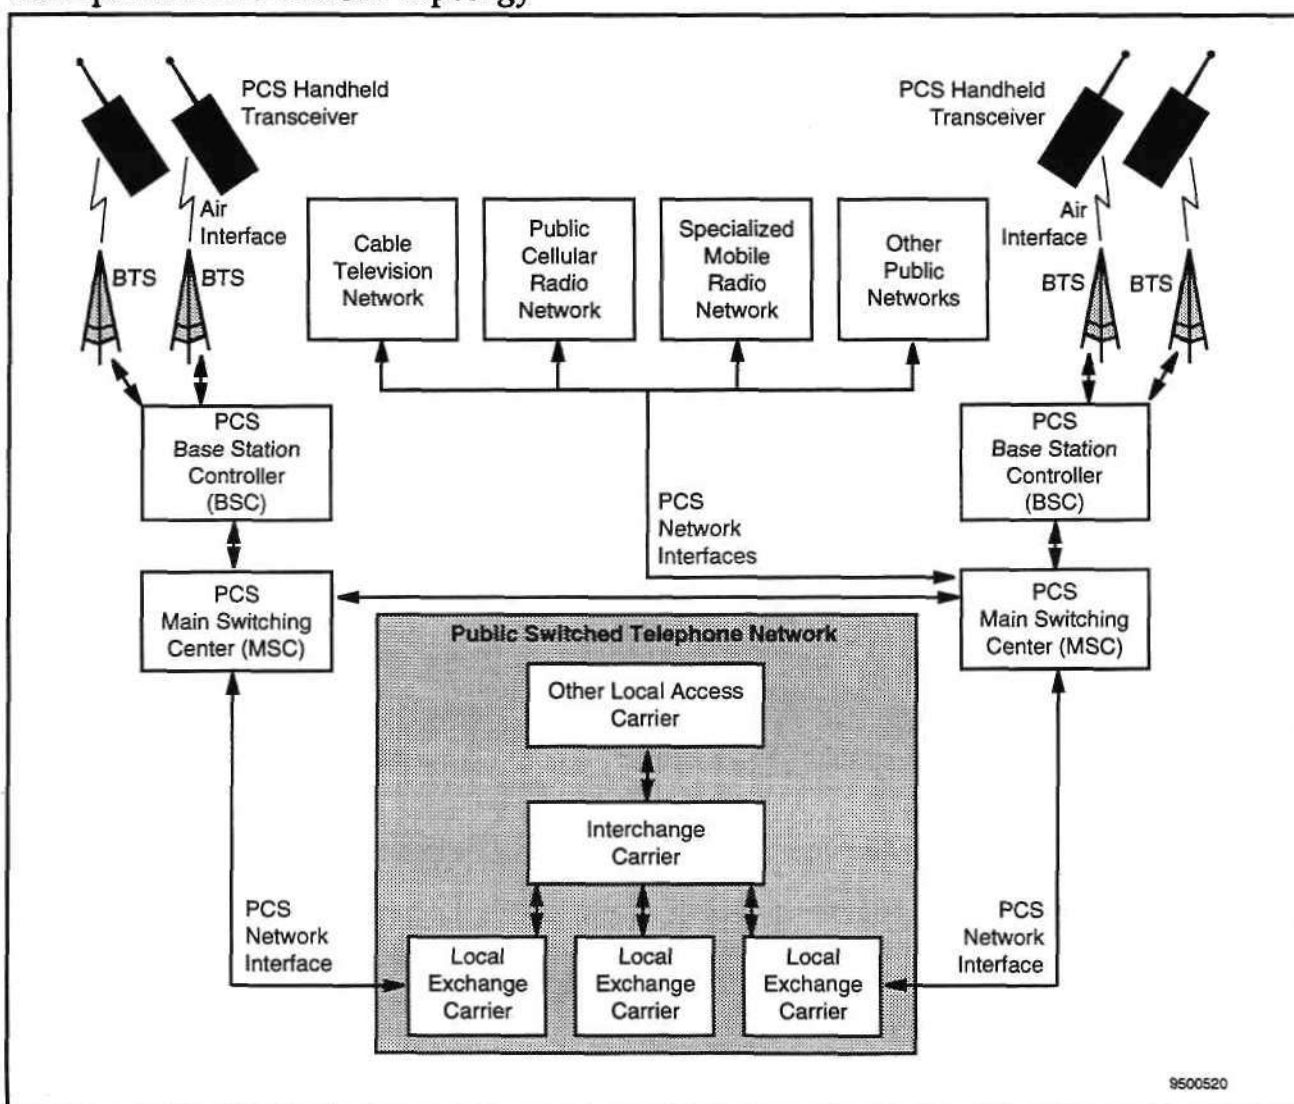 PCS Handheld
Transceiver
PCS Handheld
Transceiver
Air
Interface
Air
Interface
BTS
BTS
BTS
BTS
Cable
Television
Network
Public
Cellular
Radio
Network
Specialized
Mobile
Radio
Network
Other
Public
Networks
PCS
Base Station
Controller
(BSC)
PCS
Base Station
Controller
(BSC)
PCS
Network
Interfaces
PCS
Main Switching
Center (MSC)
PCS
Main Switching
Center (MSC)
Public Switched Telephone Network
Other Local Access
Carrier
Interchange
Carrier
PCS
Network
Interface
Local
Exchange
Carrier
Local
Exchange
Carrier
Local
Exchange
Carrier
PCS
Network
Interface
9500520